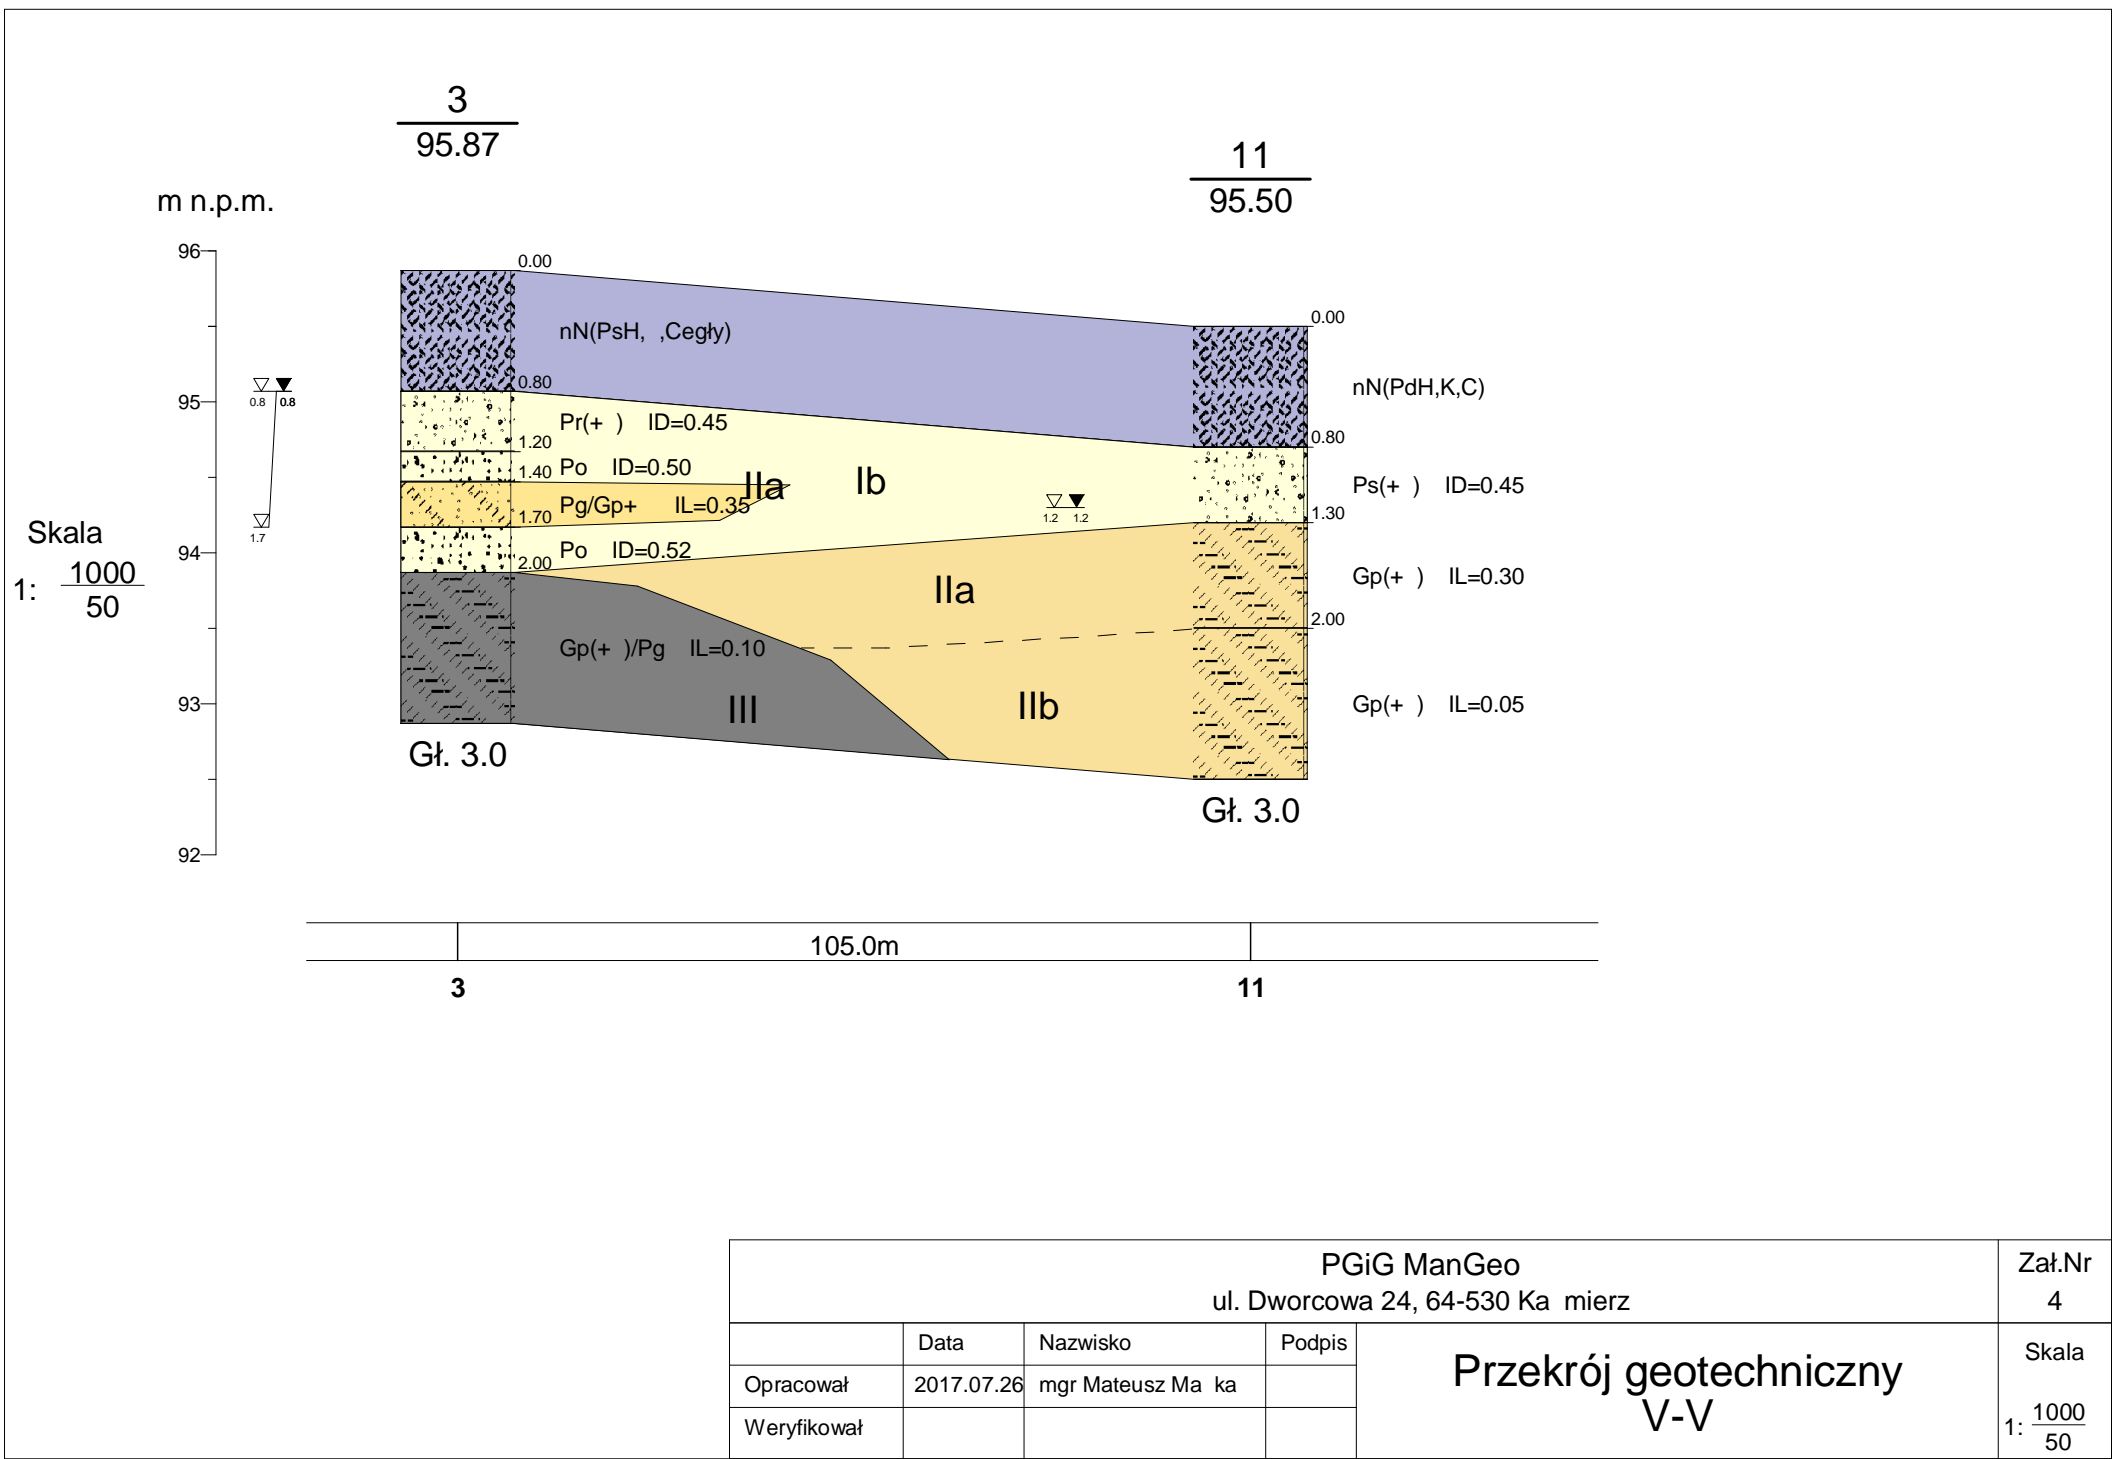 3
95.87
11
95.50
m n.p.m.
96
95
94
93
92
Skala
1: 1000
50
0.8 0.8
1.7
0.00
nN(PsH, ,Cegły)
0.80
Pr(+ ) ID=0.45
1.20
1.40 Po ID=0.50
IIa
Ib
Pg/Gp+ IL=0.35
1.70
Po ID=0.52
2.00
1.2 1.2
IIa
Gp(+ )/Pg IL=0.10
III
IIb
Gł. 3.0
0.00
nN(PdH,K,C)
0.80
Ps(+ ) ID=0.45
1.30
Gp(+ ) IL=0.30
2.00
Gp(+ ) IL=0.05
Gł. 3.0
105.0m
3 11
PGiG ManGeo
ul. Dworcowa 24, 64-530 Ka mierz
Zał.Nr
4
Data Nazwisko Podpis
Opracował 2017.07.26 mgr Mateusz Ma ka
Weryfikował
Przekrój geotechniczny
V-V
Skala
1: 1000
50